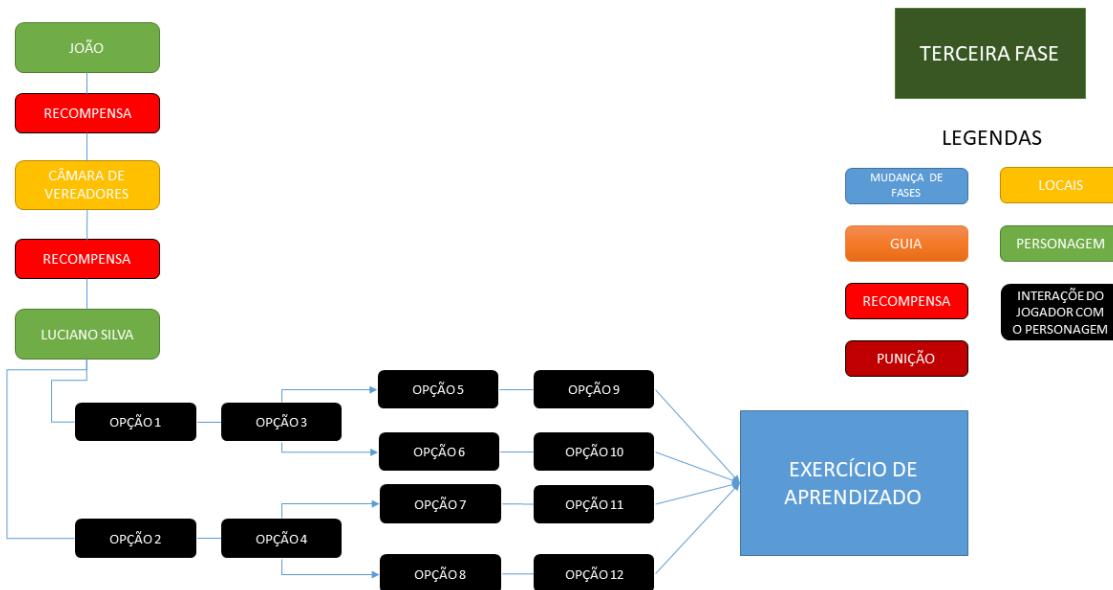 JOÃO
RECOMPENSA
CÂMARA DE
VEREADORES
RECOMPENSA
LUCIANO SILVA
OPÇÃO 1
OPÇÃO 3
OPÇÃO 5
OPÇÃO 9
OPÇÃO 6
OPÇÃO 10
OPÇÃO 2
OPÇÃO 4
OPÇÃO 7
OPÇÃO 11
OPÇÃO 8
OPÇÃO 12
EXERCÍCIO DE
APRENDIZADO
TERCEIRA FASE
LEGENDAS
MUDANÇA DE
FASES
LOCAIS
GUIA
PERSONAGEM
RECOMPENSA
INTERAÇÕE DO
JOGADOR COM
O PERSONAGEM
PUNIÇÃO